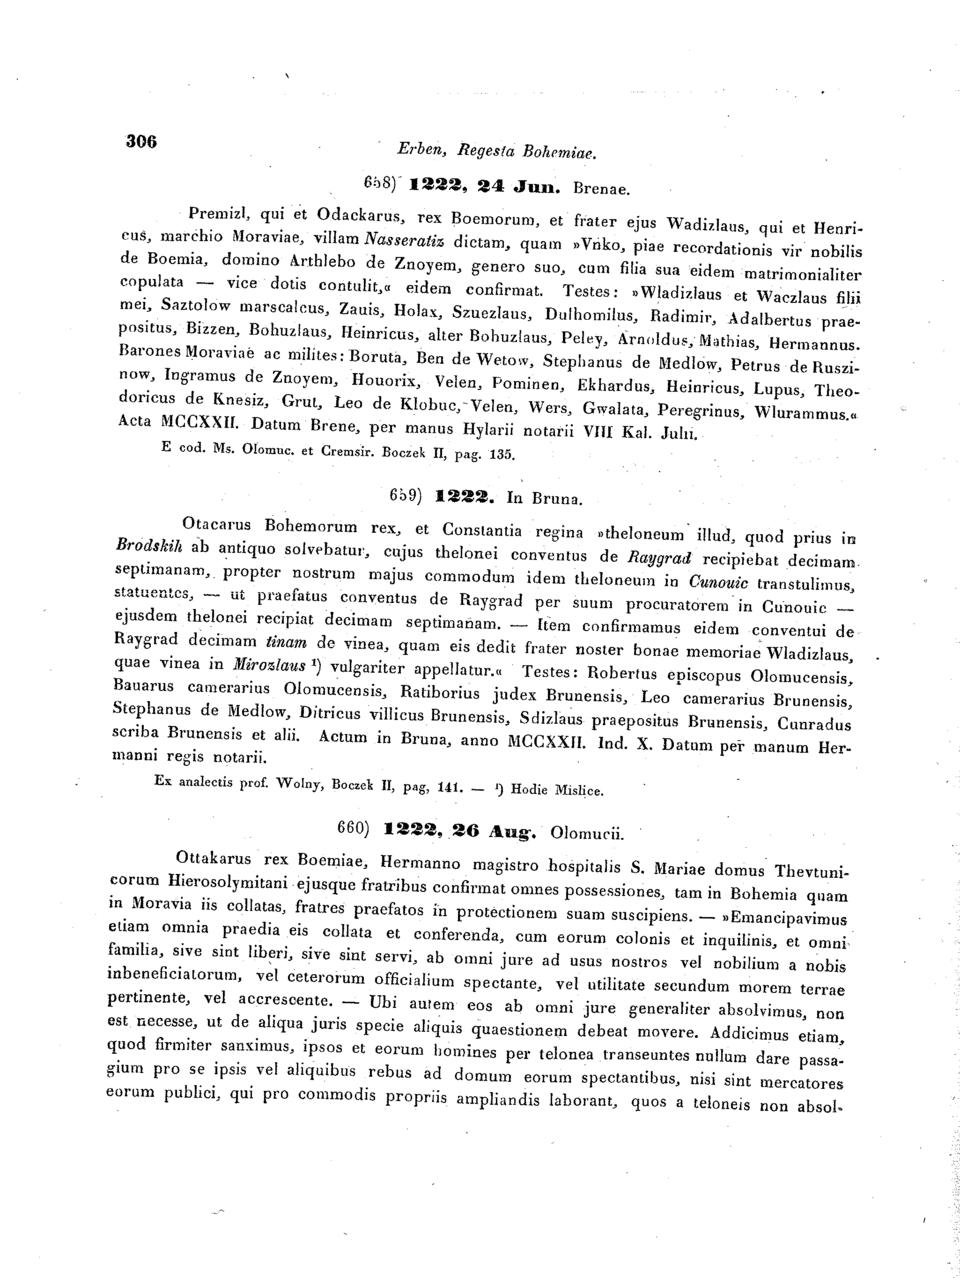 306
Erben, Regesta Bohemiae.
658) 1222, 24 Jun. Brenae.
Premizl, qui et Odackarus, rex Boemorum, et frater ejus Wadizlaus, qui et Henri-
cus, marchio Moraviae, villam Nasseratiz dictam, quam »Vnko, piae recordationis vir nobilis
de Boemia, domino Arthlebo de Znoyem, genero suo, cum filia sua eidem matrimonialiter
copulata — vice dotis contulit,« eidem confirmat. Testes: »Wladizlaus et Waczlaus filii
mei, Saztolow marscalcus, Zauis, Holax, Szuezlaus, Dulhomilus, Radimir, Adalbertus prae-
positus, Bizzen, Bohuzlaus, Heinricus, alter Bohuzlaus, Peley, Arnoldus, Mathias, Hermannus.
Barones Moraviae ac milites: Boruta, Ben de Wetow, Stephanus de Medlow, Petrus de Ruszi-
now, Ingramus de Znoyem, Houorix, Velen, Pominen, Ekhardus, Heinricus, Lupus, Theo-
doricus de Knesiz, Grut, Leo de Klobuc, Velen, Wers, Gwalata, Peregrinus, Wlurammus.«
Acta MCCXXII. Datum Brene, per manus Hylarii notarii VIII Kal. Julii.
E cod. Ms. Olomuc. et Cremsir. Boczek II, pag. 135.
659) 1222. In Bruna.
Otacarus Bohemorum rex, et Constantia regina »theloneum illud, quod prius in
Brodskih ab antiquo solvebatur, cujus thelonei conventus de Raygrad recipiebat decimam
septimanam, propter nostrum majus commodum idem theloneum in Cunouic transtulimus,
statuentes, — ut praefatus conventus de Raygrad per suum procuratorem in Cunouic —
ejusdem thelonei recipiat decimam septimanam. — Item confirmamus eidem conventui de
Raygrad decimam tinam de vinea, quam eis dedit frater noster bonae memoriae Wladizlaus,
quae vinea in Mirozlaus ¹) vulgariter appellatur.« Testes: Robertus episcopus Olomucensis,
Bauarus camerarius Olomucensis, Ratiborius judex Brunensis, Leo camerarius Brunensis,
Stephanus de Medlow, Ditricus villicus Brunensis, Sdizlaus praepositus Brunensis, Cunradus
scriba Brunensis et alii. Actum in Bruna, anno MCCXXII. Ind. X. Datum per manum Her-
manni regis notarii.
Ex analectis prof. Wolny, Boczek II, pag, 141. — ¹) Hodie Mislice.
660) 1222, 26 Aug. Olomucii.
Ottakarus rex Boemiae, Hermanno magistro hospitalis S. Mariae domus Thevtuni-
corum Hierosolymitani ejusque fratribus confirmat omnes possessiones, tam in Bohemia quam
in Moravia iis collatas, fratres praefatos in protectionem suam suscipiens. — »Emancipavimus
etiam omnia praedia eis collata et conferenda, cum eorum colonis et inquilinis, et omni
familia, sive sint liberi, sive sint servi, ab omni jure ad usus nostros vel nobilium a nobis
inbeneficiatorum, vel ceterorum officialium spectante, vel utilitate secundum morem terrae
pertinente, vel accrescente. — Ubi autem eos ab omni jure generaliter absolvimus, non
est necesse, ut de aliqua juris specie aliquis quaestionem debeat movere. Addicimus etiam,
quod firmiter sanximus, ipsos et eorum homines per telonea transeuntes nullum dare passa-
gium pro se ipsis vel aliquibus rebus ad domum eorum spectantibus, nisi sint mercatores
eorum publici, qui pro commodis propriis ampliandis laborant, quos a teloneis non absol-